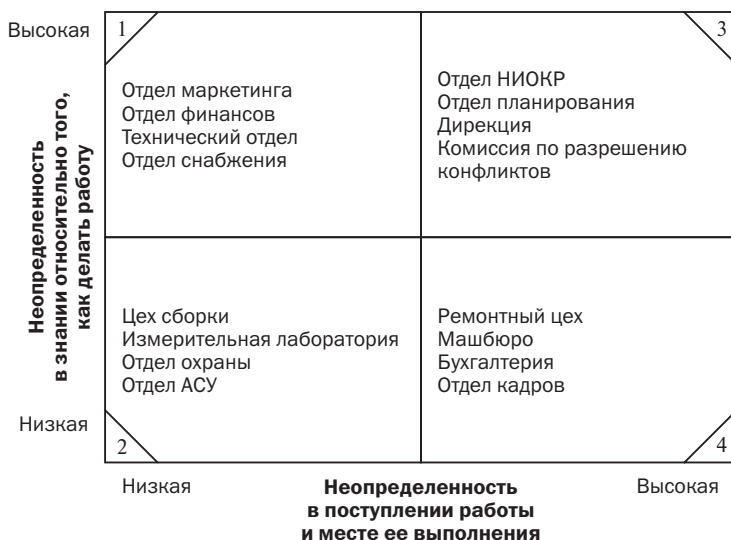 Высокая
Неопределенность
в знании относительно того,
как делать работу
Низкая
1
Отдел маркетинга
Отдел финансов
Технический отдел
Отдел снабжения
3
Отдел НИОКР
Отдел планирования
Дирекция
Комиссия по разрешению
конфликтов
Цех сборки
Измерительная лаборатория
Отдел охраны
Отдел АСУ
2
Ремонтный цех
Машбюро
Бухгалтерия
Отдел кадров
4
Низкая
Неопределенность
в поступлении работы
и месте ее выполнения
Высокая